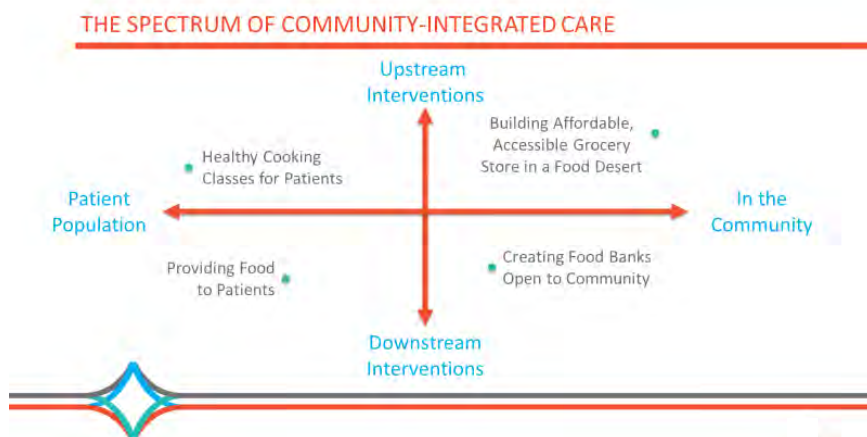 THE SPECTRUM OF COMMUNITY-INTEGRATED CARE
Upstream
Interventions
Building Affordable,
Accessible Grocery
Store in a Food Desert
Healthy Cooking
Classes for Patients
Patient
Population
In the
Community
Providing Food
to Patients
Creating Food Banks
Open to Community
Downstream
Interventions